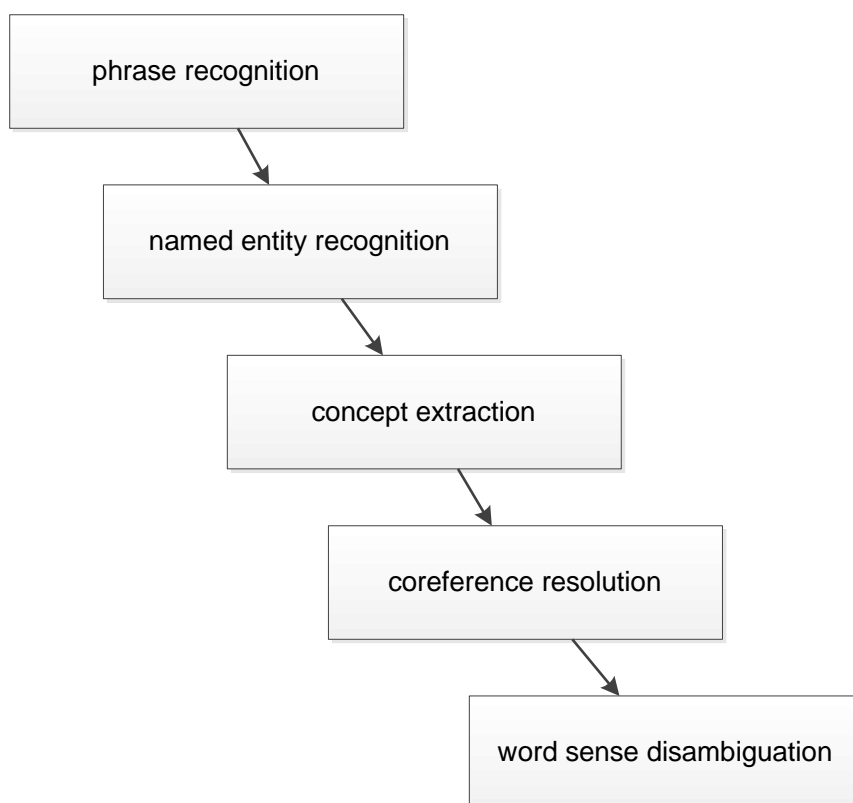 phrase recognition
named entity recognition
concept extraction
coreference resolution
word sense disambiguation